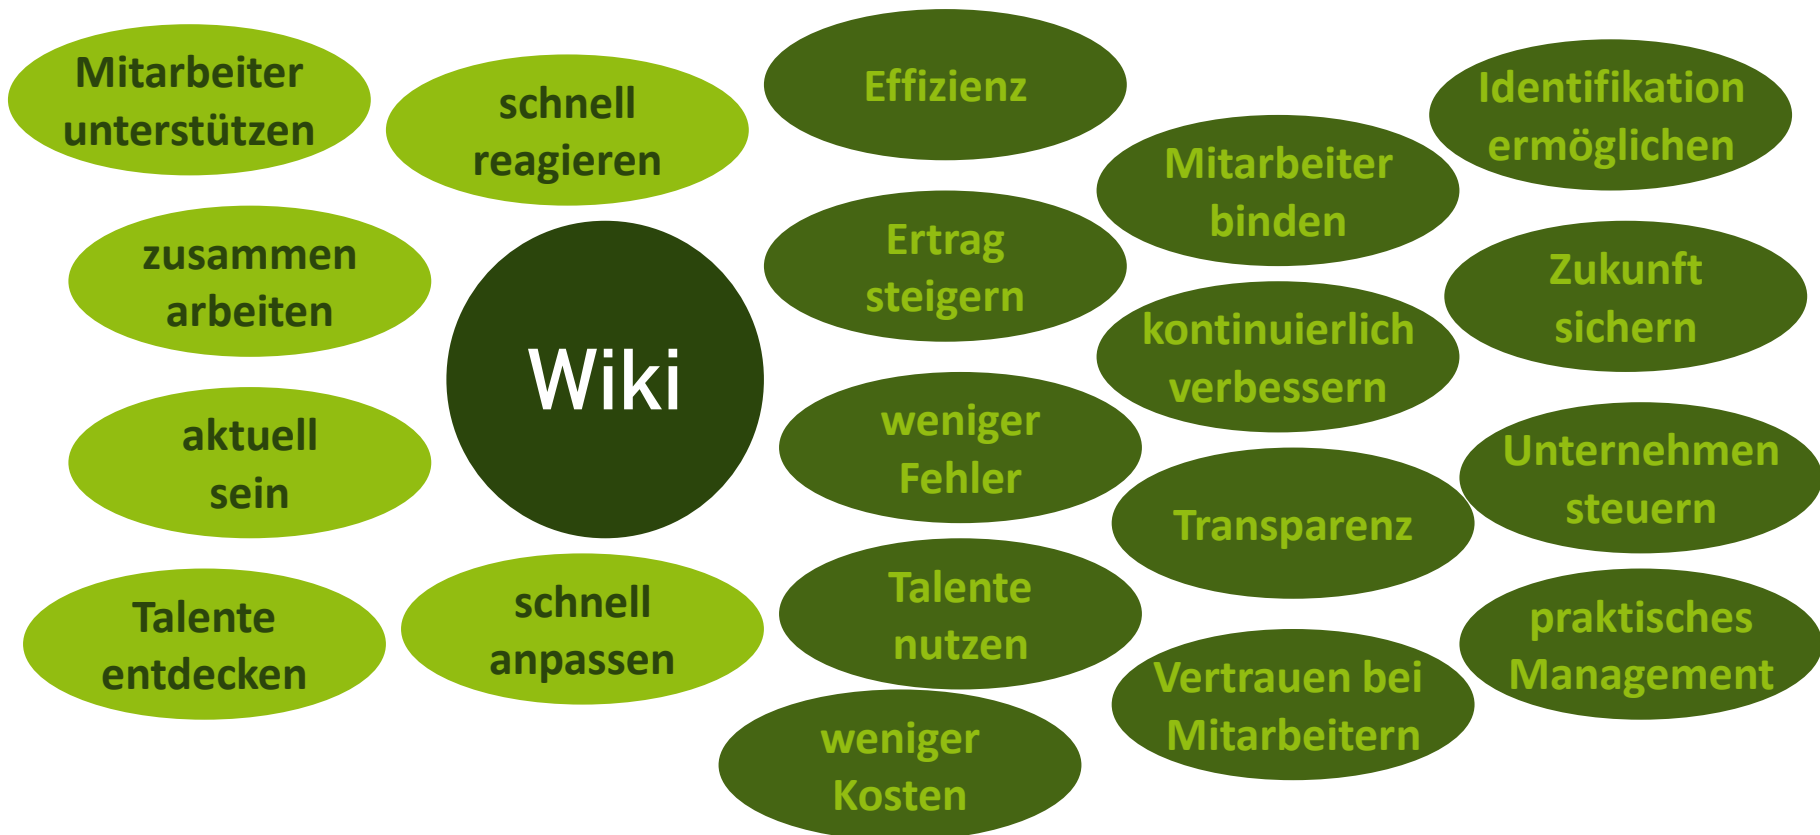 Mitarbeiter
unterstützen
schnell
reagieren
zusammen
arbeiten
Wiki
aktuell
sein
Talente
entdecken
schnell
anpassen
Effizienz
Ertrag
steigern
weniger
Fehler
Talente
nutzen
weniger
Kosten
Mitarbeiter
binden
kontinuierlich
verbessern
Transparenz
Vertrauen bei
Mitarbeitern
Identifikation
ermöglichen
Zukunft
sichern
Unternehmen
steuern
praktisches
Management